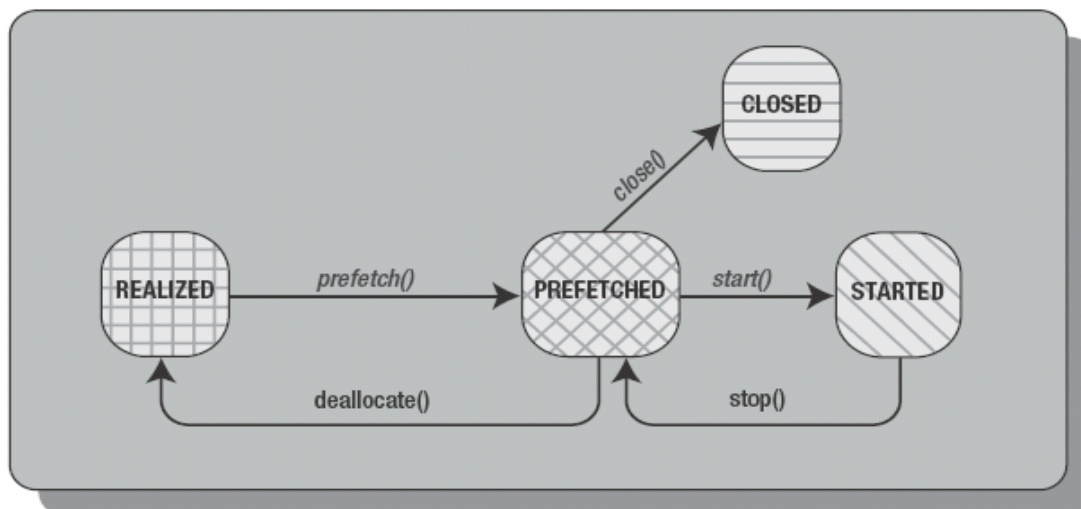 CLOSED
close()
REALIZED
prefetch()
PREFETCHED
start()
STARTED
deallocate()
stop()